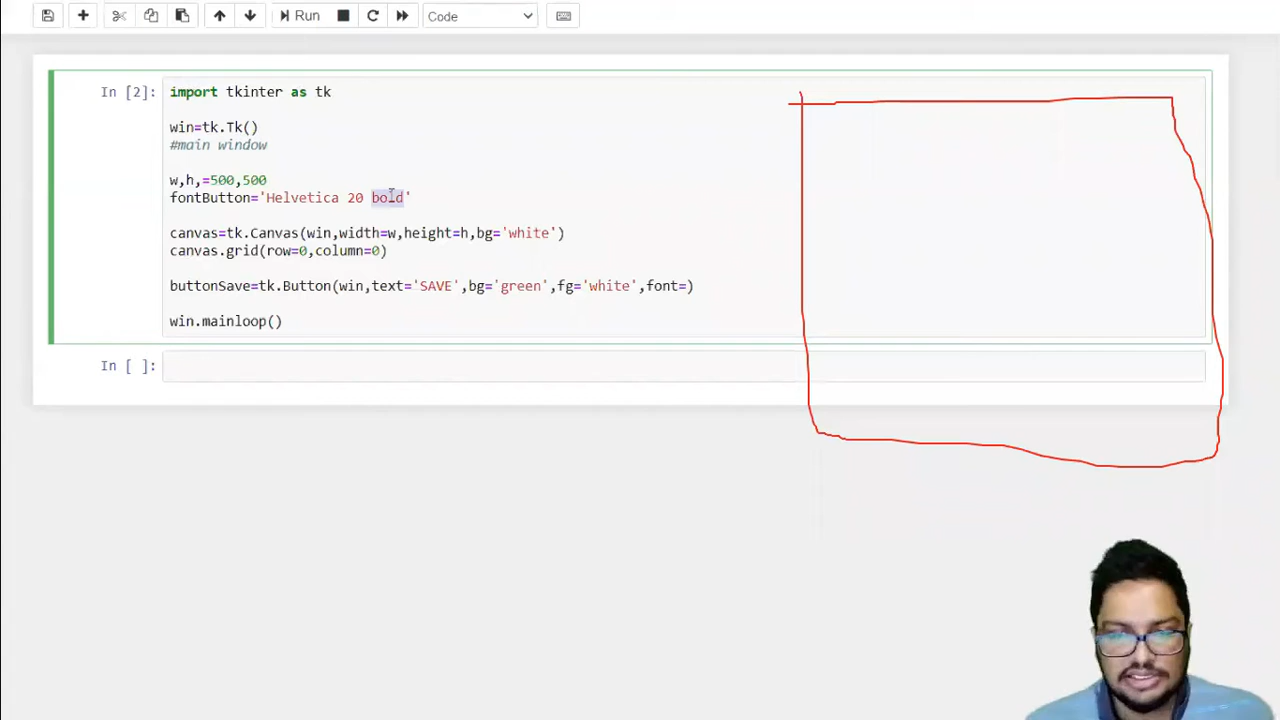 Run
Code
In [2]:
import tkinter as tk
win=tk.Tk()
#main window
w,h,=500,500
fontButton='Helvetica 20 bold'
canvas=tk.Canvas(win,width=w,height=h,bg='white')
canvas.grid(row=0,column=0)
buttonSave=tk.Button(win,text='SAVE',bg='green',fg='white',font=)
win.mainloop()
In [ ]: